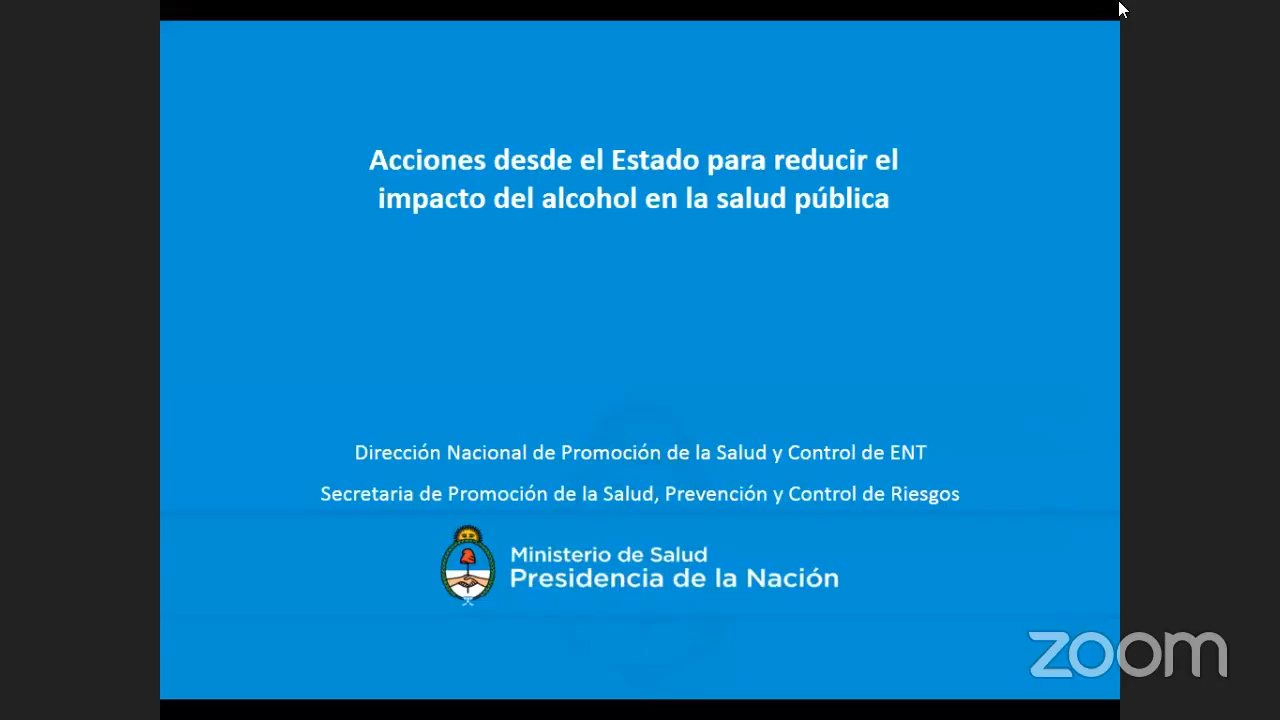 Acciones desde el Estado para reducir el
impacto del alcohol en la salud pública
Dirección Nacional de Promoción de la Salud y Control de ENT
Secretaria de Promoción de la Salud, Prevención y Control de Riesgos
Ministerio de Salud
Presidencia de la Nación
zoom